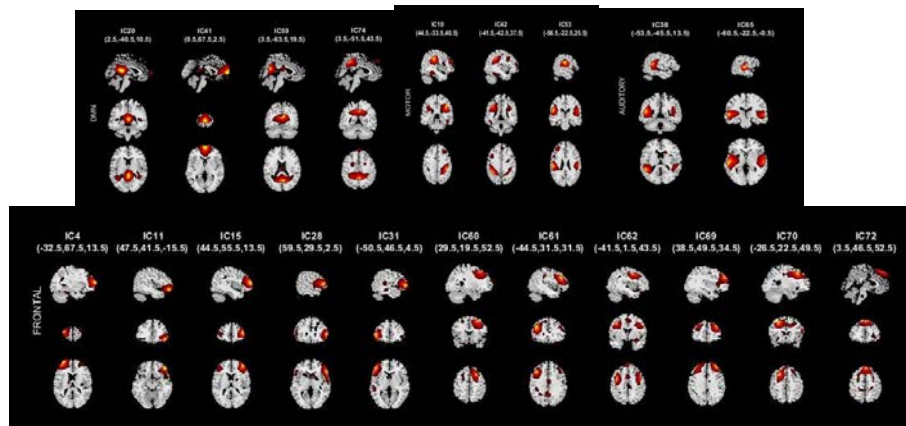 IC20
(2.5,-40.5,10.5)
IC41
(0.5,67.5,2.5)
IC59
(3.5,-63.5,19.5)
IC74
(3.5,-51.5,43.5)
DMN
IC19
(44.5,-33.5,40.5)
IC42
(-41.5,-42.5,37.5)
IC53
(-56.5,-22.5,25.5)
MOTOR
IC38
(-53.5,-45.5,13.5)
IC65
(-60.5,-22.5,-0.5)
AUDITORY
IC4
(-32.5,67.5,13.5)
IC11
(47.5,41.5,-15.5)
IC15
(44.5,55.5,13.5)
IC28
(59.5,29.5,2.5)
IC31
(-50.5,46.5,4.5)
IC60
(29.5,19.5,52.5)
IC61
(-44.5,31.5,31.5)
IC62
(-41.5,1.5,43.5)
IC69
(38.5,49.5,34.5)
IC70
(-26.5,22.5,49.5)
IC72
(3.5,46.5,52.5)
FRONTAL